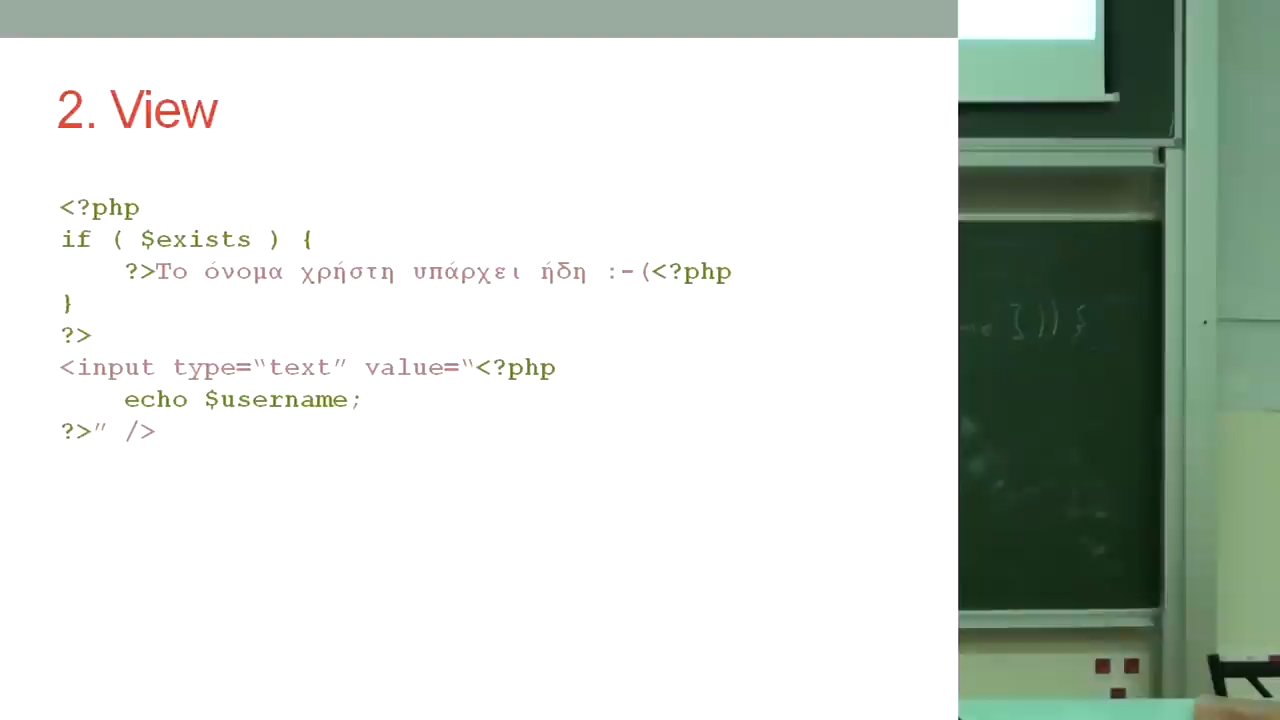 2. View
<?php
if ( $exists ) {
    ?>Το όνομα χρήστη υπάρχει ήδη :-(<?php
}
?>
<input type=“text” value=“<?php
    echo $username;
?>” />
])) {